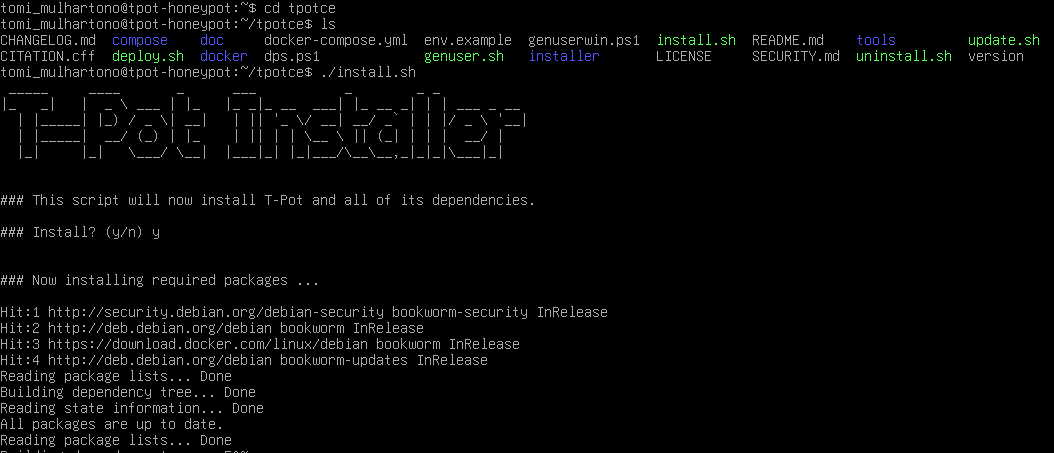 tomi_mulhartono@tpot-honeypot:~$ cd tpotce
tomi_mulhartono@tpot-honeypot:~/tpotce$ ls
CHANGELOG.md compose doc docker-compose.yml env.example genuserwin.ps1 install.sh README.md tools update.sh
CITATION.cff deploy.sh docker dps.ps1 genuser.sh installer LICENSE SECURITY.md uninstall.sh version
tomi_mulhartono@tpot-honeypot:~/tpotce$ ./install.sh
T-Pot Installer
### This script will now install T-Pot and all of its dependencies.
### Install? (y/n) y
### Now installing required packages ...
Hit:1 http://security.debian.org/debian-security bookworm-security InRelease
Hit:2 http://deb.debian.org/debian bookworm InRelease
Hit:3 https://download.docker.com/linux/debian bookworm InRelease
Hit:4 http://deb.debian.org/debian bookworm-updates InRelease
Reading package lists... Done
Building dependency tree... Done
Reading state information... Done
All packages are up to date.
Reading package lists... Done